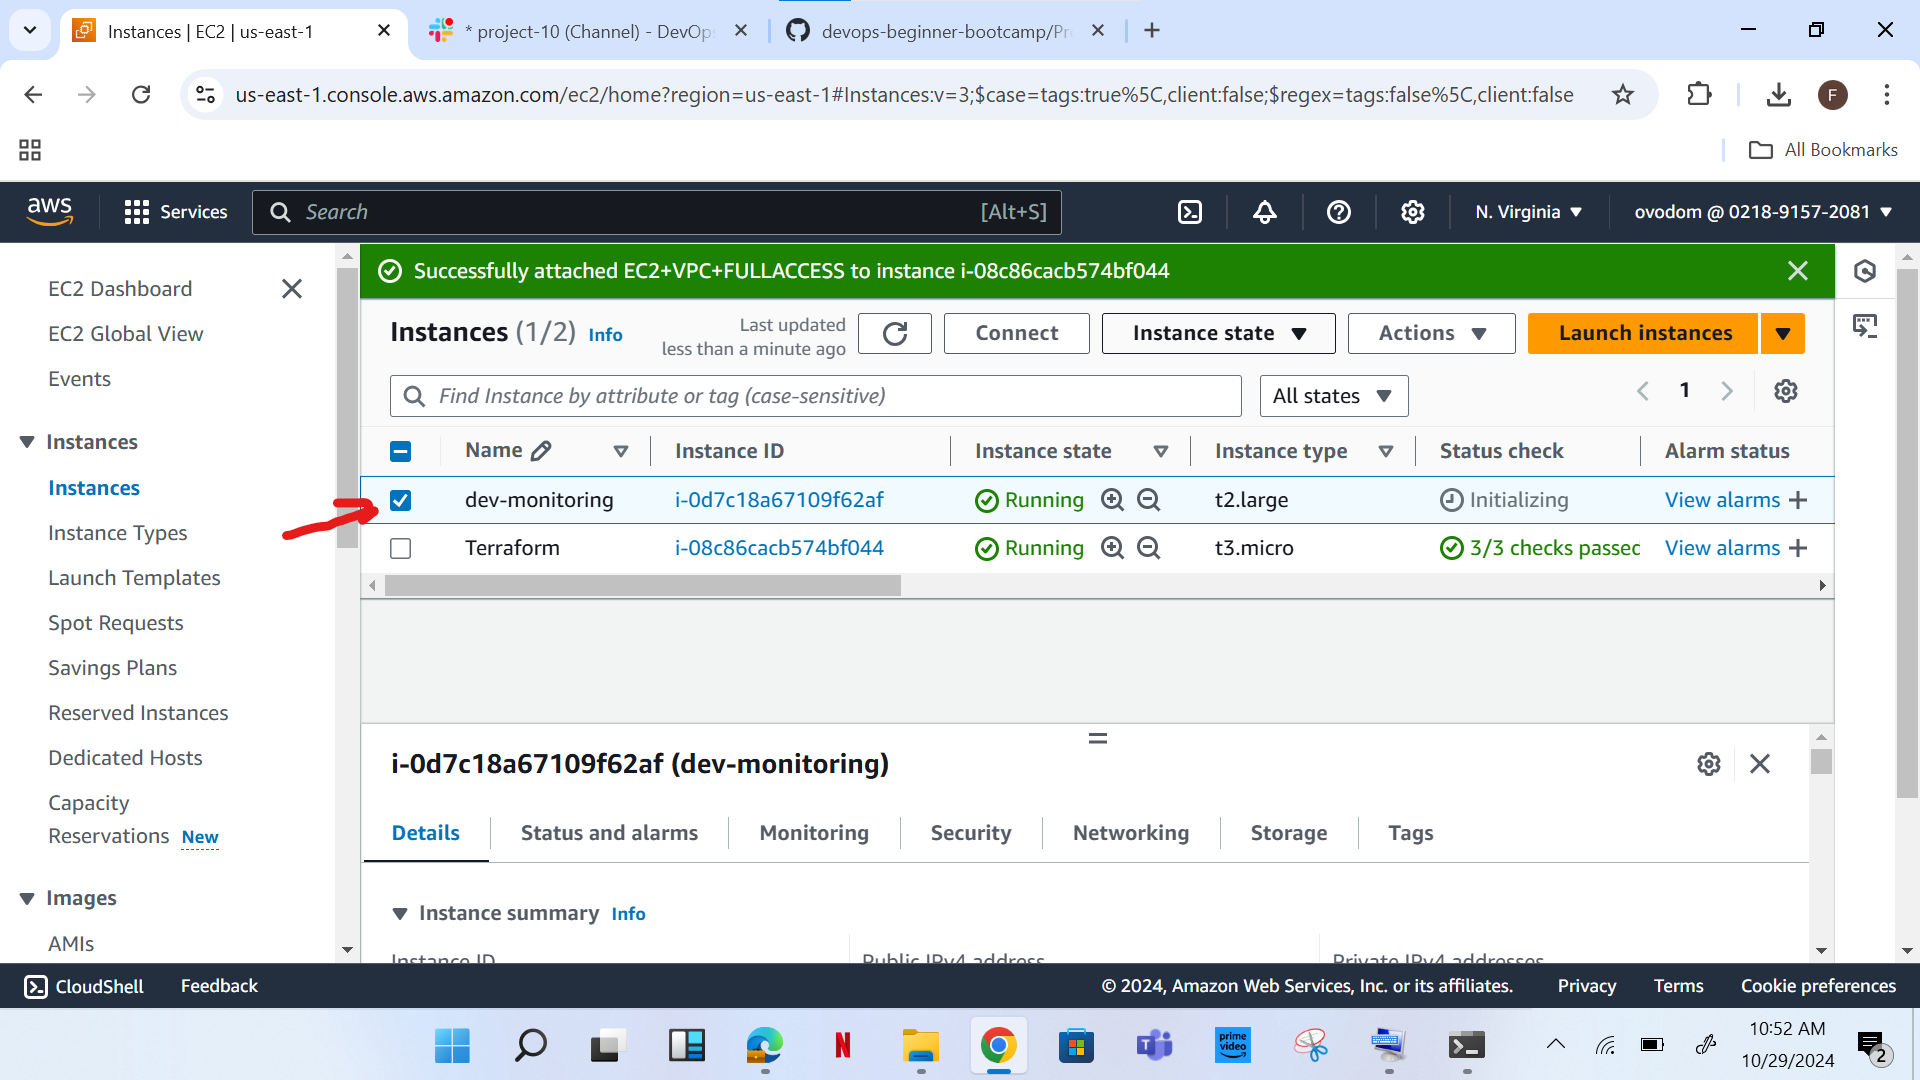 Instances | EC2 | us-east-1
* project-10 (Channel) - DevOps
devops-beginner-bootcamp/Pr
us-east-1.console.aws.amazon.com/ec2/home?region=us-east-1#Instances:v=3;$case=tags:true%5C,client:false;$regex=tags:false%5C,client:false
F
All Bookmarks
aws
Services
Search
[Alt+S]
N. Virginia
ovodom @ 0218-9157-2081
EC2 Dashboard
EC2 Global View
Events
Instances
Instances
Instance Types
Launch Templates
Spot Requests
Savings Plans
Reserved Instances
Dedicated Hosts
Capacity
Reservations New
Images
AMIs
Successfully attached EC2+VPC+FULLACCESS to instance i-08c86cacb574bf044
Instances (1/2) Info
Last updated
less than a minute ago
Connect
Instance state
Actions
Launch instances
Find Instance by attribute or tag (case-sensitive)
All states
1
Name Instance ID Instance state Instance type Status check Alarm status
dev-monitoring i-0d7c18a67109f62af Running t2.large Initializing View alarms
Terraform i-08c86cacb574bf044 Running t3.micro 3/3 checks passed View alarms
i-0d7c18a67109f62af (dev-monitoring)
Details Status and alarms Monitoring Security Networking Storage Tags
Instance summary Info
Instance ID Public IPv4 address Private IPv4 addresses
CloudShell Feedback © 2024, Amazon Web Services, Inc. or its affiliates. Privacy Terms Cookie preferences
N
prime video
10:52 AM
10/29/2024
2